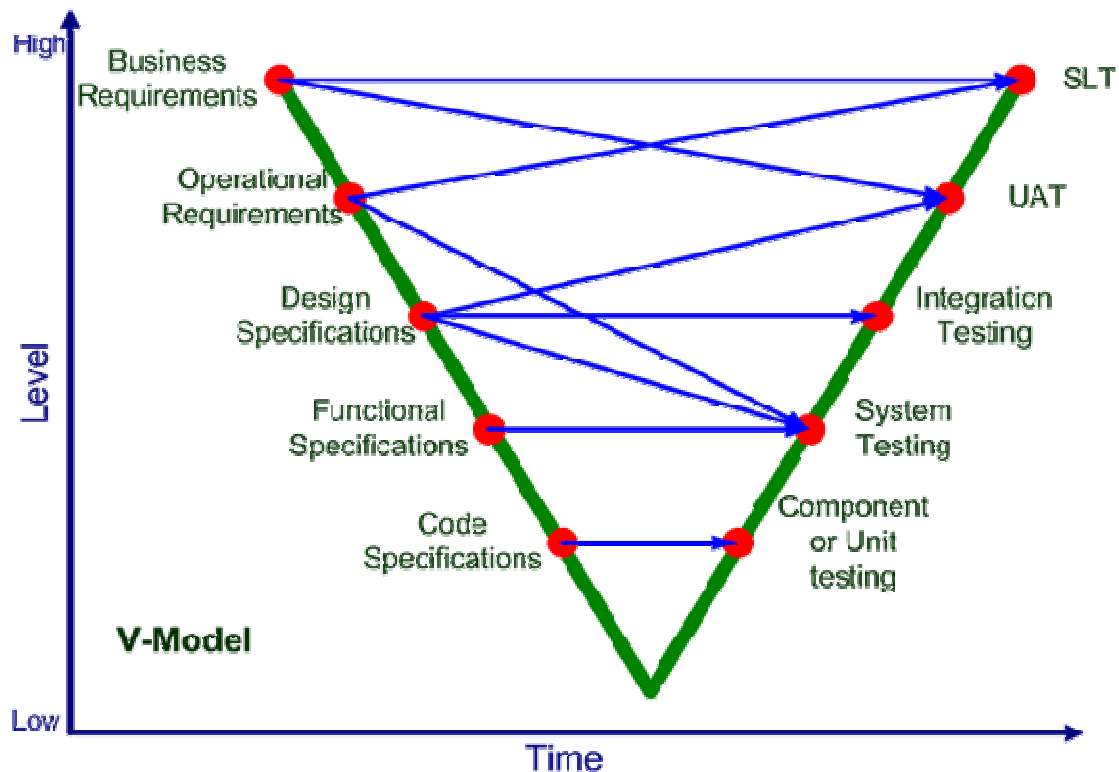 High
Business
Requirements
SLT
Operational
Requirements
UAT
Design
Specifications
Integration
Testing
Level
Functional
Specifications
System
Testing
Code
Specifications
Component
or Unit
testing
V-Model
Low
Time